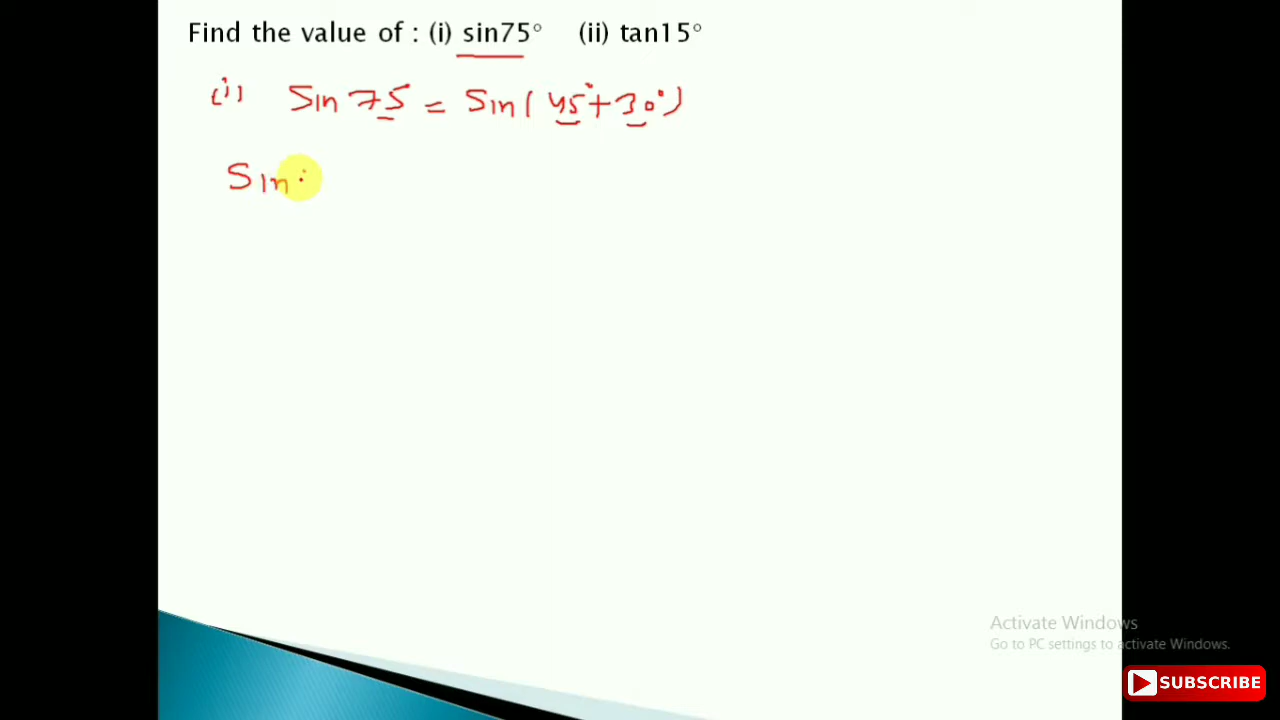 Find the value of : (i) sin75° (ii) tan15°
(i) Sin 75 = Sin( 45°+30°)
Sin
Activate Windows
Go to PC settings to activate Windows.
SUBSCRIBE